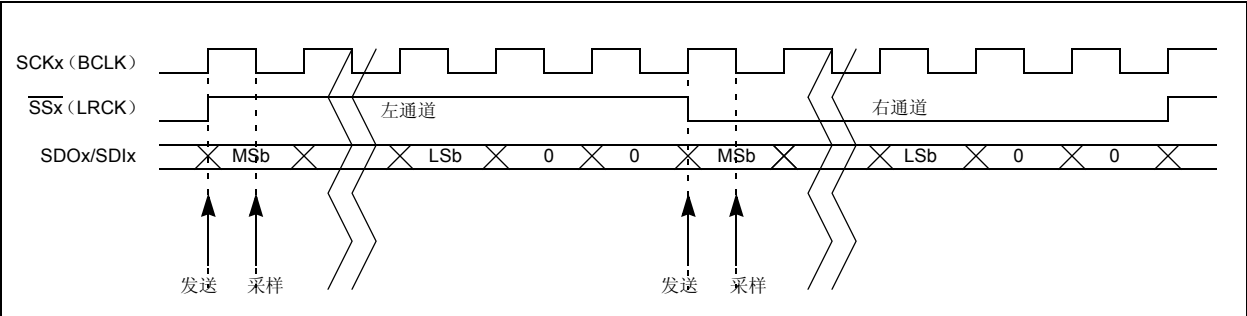 SCKx（BCLK）
SSx（LRCK）
左通道
右通道
SDOx/SDIx
MSb
LSb
0
0
MSb
LSb
0
0
发送
采样
发送
采样